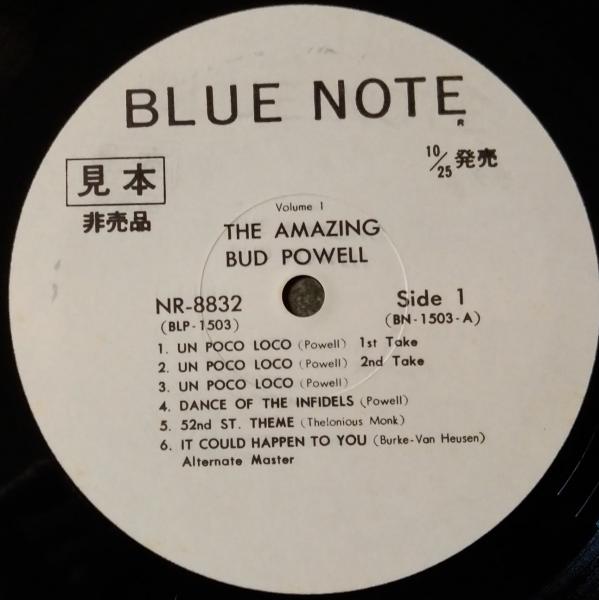 BLUE NOTE
R
見本
非売品
10/25 発売
Volume 1
THE AMAZING
BUD POWELL
NR-8832
(BLP-1503)
Side 1
(BN-1503-A)
1. UN POCO LOCO (Powell) 1st Take
2. UN POCO LOCO (Powell) 2nd Take
3. UN POCO LOCO (Powell)
4. DANCE OF THE INFIDELS (Powell)
5. 52nd ST. THEME (Thelonious Monk)
6. IT COULD HAPPEN TO YOU (Burke-Van Heusen)
Alternate Master